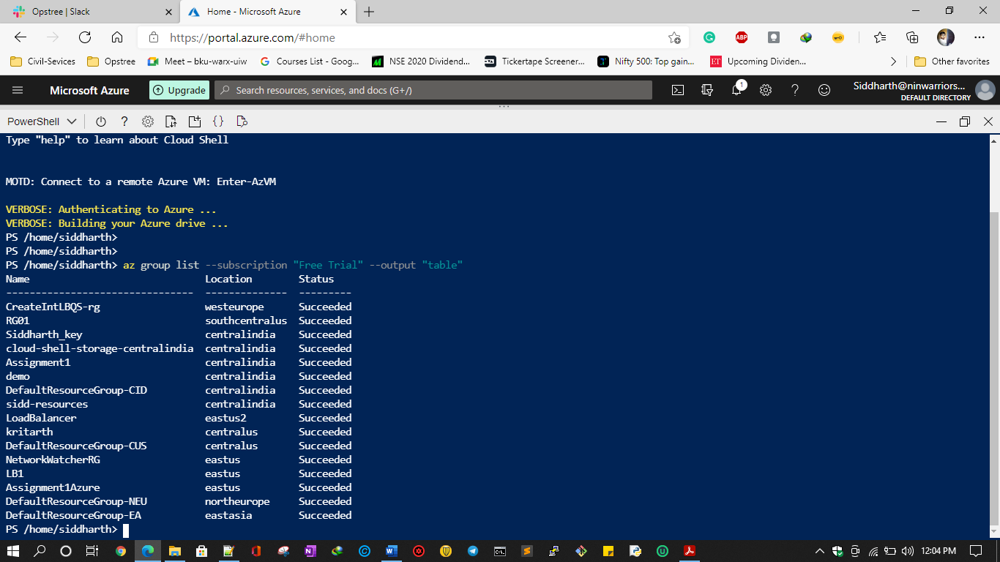 Opstree | Slack
Home - Microsoft Azure
https://portal.azure.com/#home
ABP
Civil-Sevices
Opstree
Meet – bku-warx-uiw
Courses List - Goog...
NSE 2020 Dividend...
Tickertape Screener...
Nifty 500: Top gain...
ET Upcoming Dividen...
Other favorites
Microsoft Azure
Upgrade
Search resources, services, and docs (G+/)
1
Siddharth@ninwarriors...
DEFAULT DIRECTORY
PowerShell
Type "help" to learn about Cloud Shell
MOTD: Connect to a remote Azure VM: Enter-AzVM
VERBOSE: Authenticating to Azure ...
VERBOSE: Building your Azure drive ...
PS /home/siddharth>
PS /home/siddharth>
PS /home/siddharth> az group list --subscription "Free Trial" --output "table"
Name Location Status
-------------------------------- -------------- ---------
CreateIntLBQS-rg westeurope Succeeded
RG01 southcentralus Succeeded
Siddharth_key centralindia Succeeded
cloud-shell-storage-centralindia centralindia Succeeded
Assignment1 centralindia Succeeded
demo centralindia Succeeded
DefaultResourceGroup-CID centralindia Succeeded
sidd-resources centralindia Succeeded
LoadBalancer eastus2 Succeeded
kritarth centralus Succeeded
DefaultResourceGroup-CUS centralus Succeeded
NetworkWatcherRG eastus Succeeded
LB1 eastus Succeeded
Assignment1Azure eastus Succeeded
DefaultResourceGroup-NEU northeurope Succeeded
DefaultResourceGroup-EA eastasia Succeeded
PS /home/siddharth>
12:04 PM